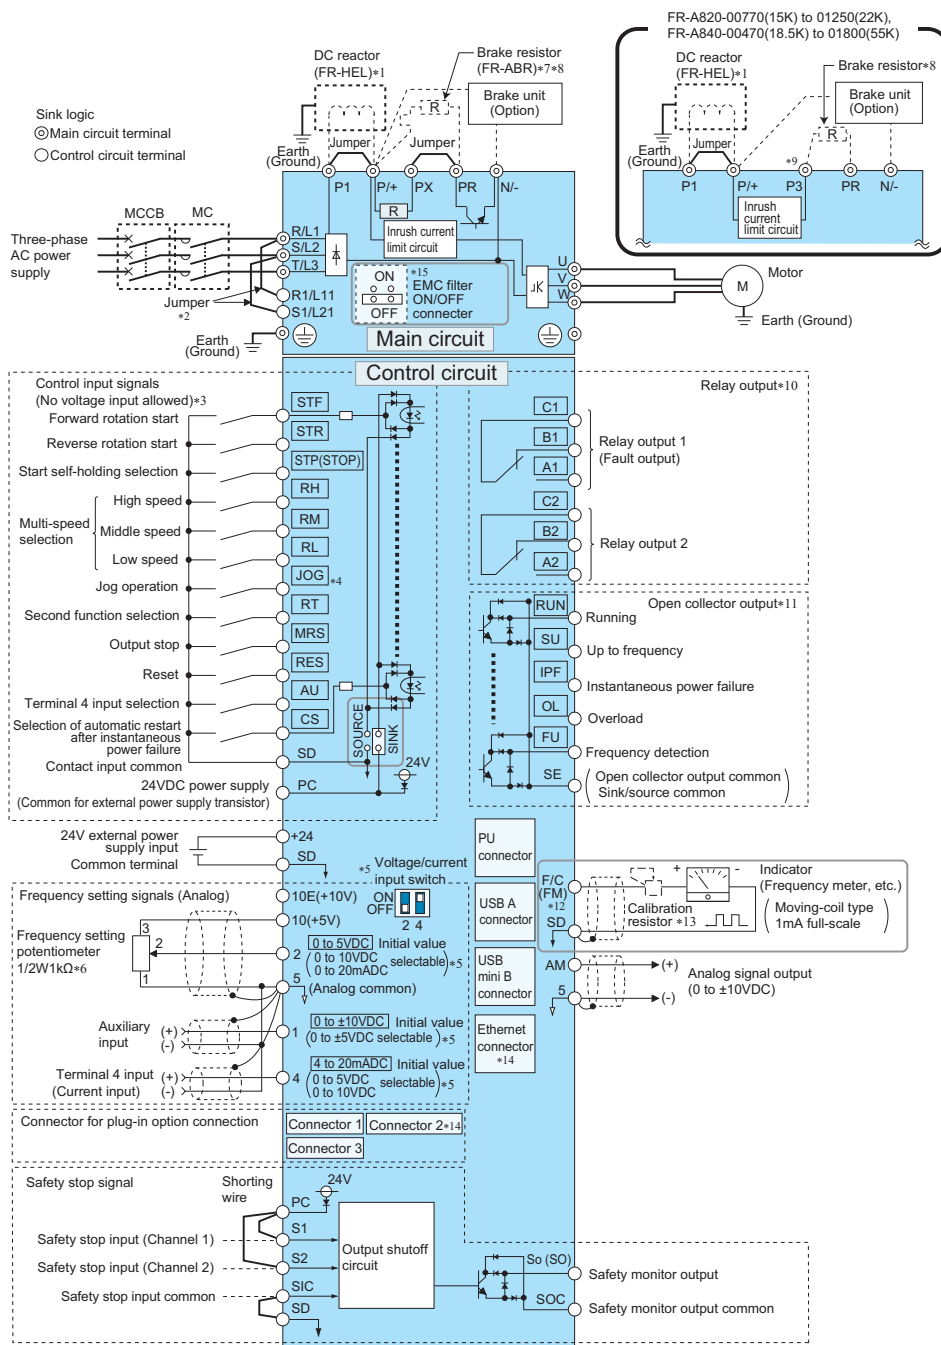 FR-A820-00770(15K) to 01250(22K),
FR-A840-00470(18.5K) to 01800(55K)
DC reactor
(FR-HEL)*1
Brake resistor
(FR-ABR)*7*8
Brake unit
(Option)
R
Earth
(Ground)
Jumper
Jumper
P1
P/+
PX
PR
N/-
DC reactor
(FR-HEL)*1
Brake resistor*8
Brake unit
(Option)
R
Earth
(Ground)
Jumper
*9
P1
P/+
P3
PR
N/-
Inrush
current
limit circuit
Sink logic
Main circuit terminal
Control circuit terminal
MCCB
MC
Three-phase
AC power
supply
R/L1
S/L2
T/L3
R1/L11
S1/L21
Jumper
*2
Earth
(Ground)
R
Inrush current
limit circuit
ON
OFF
*15
EMC filter
ON/OFF
connecter
U
V
W
Motor
M
Earth (Ground)
Main circuit
Control circuit
Control input signals
(No voltage input allowed)*3
Forward rotation start
STF
Reverse rotation start
STR
Start self-holding selection
STP(STOP)
Multi-speed
selection
High speed
RH
Middle speed
RM
Low speed
RL
Jog operation
JOG
*4
Second function selection
RT
Output stop
MRS
Reset
RES
Terminal 4 input selection
AU
Selection of automatic restart
after instantaneous
power failure
CS
Contact input common
SD
24VDC power supply
(Common for external power supply transistor)
PC
SOURCE
SINK
24V
Relay output*10
C1
B1
A1
Relay output 1
(Fault output)
C2
B2
A2
Relay output 2
Open collector output*11
RUN
Running
SU
Up to frequency
IPF
Instantaneous power failure
OL
Overload
FU
Frequency detection
SE
Open collector output common
Sink/source common
24V external power
supply input
+24
Common terminal
SD
Frequency setting signals (Analog)
*5
Voltage/current
input switch
ON
OFF
2 4
10E(+10V)
10(+5V)
Frequency setting
potentiometer
1/2W1kΩ*6
3
2
1
2
0 to 5VDC Initial value
0 to 10VDC
0 to 20mADC
selectable
*5
5
(Analog common)
Auxiliary
input
(+)
(-)
1
0 to ±10VDC Initial value
(0 to ±5VDC selectable) *5
Terminal 4 input
(Current input)
(+)
(-)
4
4 to 20mADC Initial value
0 to 5VDC
0 to 10VDC
selectable
*5
PU
connector
USB A
connector
USB
mini B
connector
Ethernet
connector
*14
F/C
(FM)
*12
SD
Calibration
resistor *13
+
-
Indicator
(Frequency meter, etc.)
Moving-coil type
1mA full-scale
AM
(+)
5
(-)
Analog signal output
(0 to ±10VDC)
Connector for plug-in option connection
Connector 1
Connector 2*14
Connector 3
Safety stop signal
Shorting
wire
24V
PC
S1
Safety stop input (Channel 1)
S2
Safety stop input (Channel 2)
SIC
Safety stop input common
SD
Output shutoff
circuit
So (SO)
Safety monitor output
SOC
Safety monitor output common